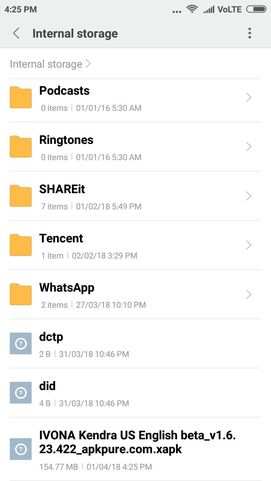 4:25 PM ... VoLTE
Internal storage
Internal storage
Podcasts
0 items | 01/01/16 5:30 AM
Ringtones
0 items | 01/01/16 5:30 AM
SHAREit
7 items | 01/02/18 5:49 PM
Tencent
1 item | 02/02/18 3:29 PM
WhatsApp
2 items | 27/03/18 10:10 PM
dctp
2 B | 31/03/18 10:46 PM
did
4 B | 31/03/18 10:46 PM
IVONA Kendra US English beta_v1.6.
23.422_apkpure.com.xapk
154.77 MB | 01/04/18 4:25 PM